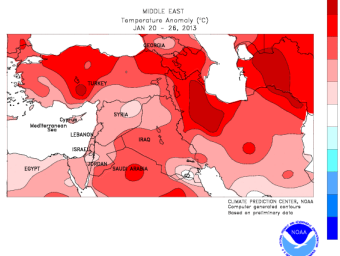 MIDDLE EAST
Temperature Anomaly (°C)
JAN 20 - 26, 2013
GEORGIA
TURKEY
Cyprus
SYRIA
Mediterranean
Sea
LEBANON
IRAQ
ISRAEL
JORDAN
EGYPT
SAUDI ARABIA
CLIMATE PREDICTION CENTER, NOAA
Computer generated contours
Based on preliminary data
NOAA